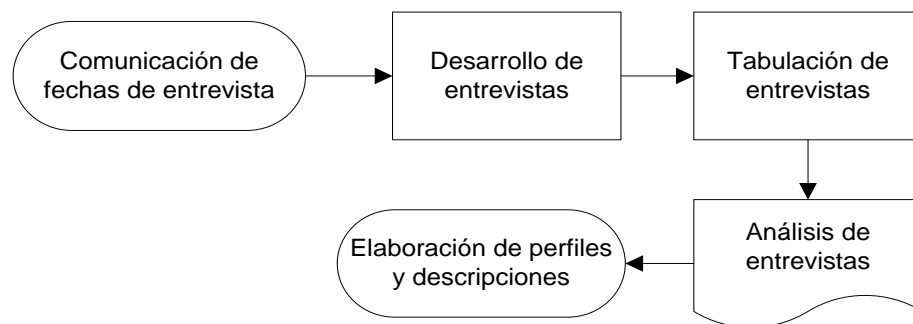 Comunicación de
fechas de entrevista
Desarrollo de
entrevistas
Tabulación de
entrevistas
Análisis de
entrevistas
Elaboración de perfiles
y descripciones